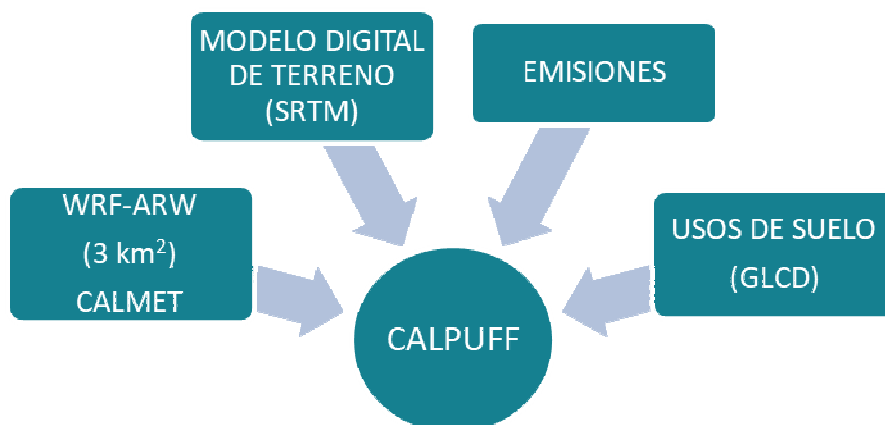 MODELO DIGITAL
DE TERRENO
(SRTM)
EMISIONES
WRF-ARW
(3 km²)
CALMET
USOS DE SUELO
(GLCD)
CALPUFF